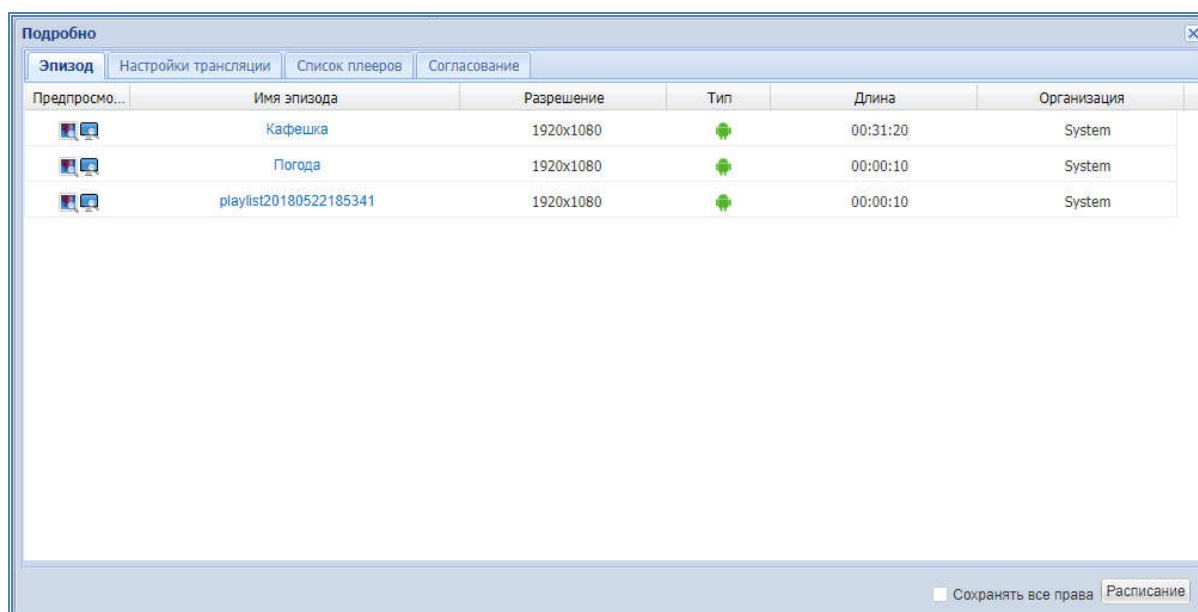 Подробно
Эпизод Настройки трансляции Список плееров Согласование
Предпросмо... Имя эпизода Разрешение Тип Длина Организация
Кафешка 1920x1080 00:31:20 System
Погода 1920x1080 00:00:10 System
playlist20180522185341 1920x1080 00:00:10 System
Сохранять все права Расписание